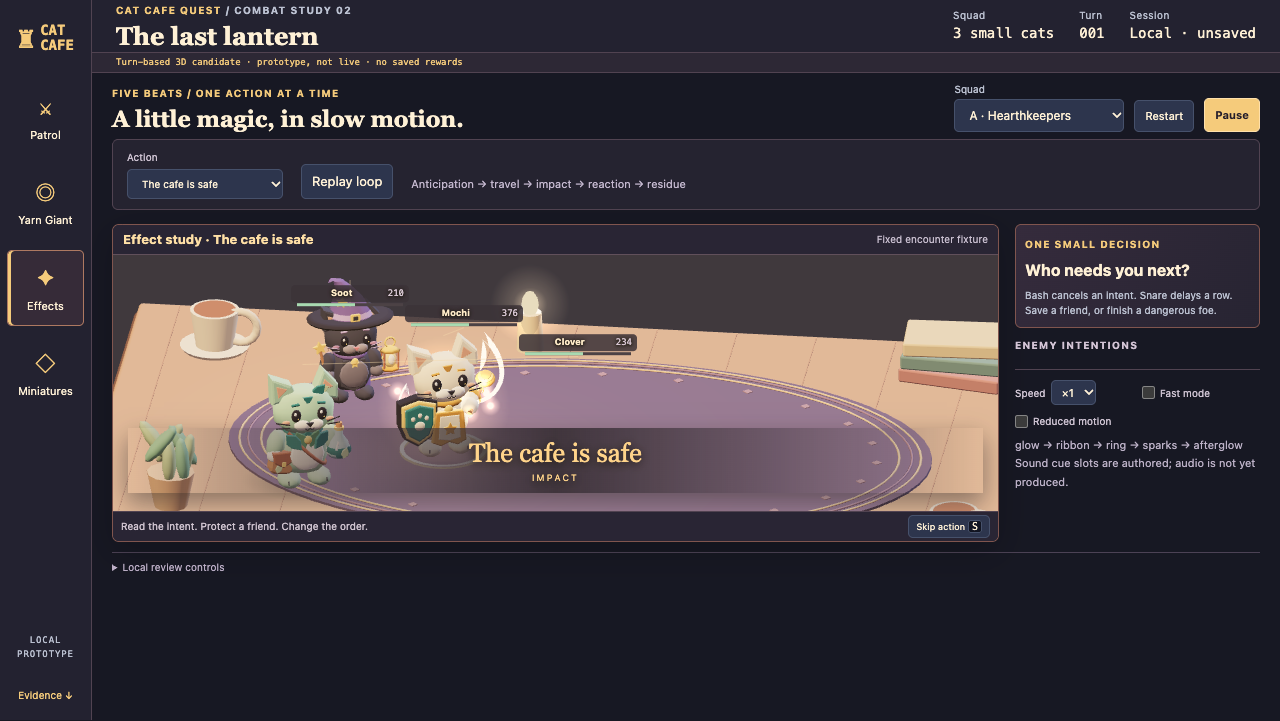 CAT CAFE
CAT CAFE QUEST / COMBAT STUDY 02
The last lantern
Squad
3 small cats
Turn
001
Session
Local · unsaved
Turn-based 3D candidate · prototype, not live · no saved rewards
Patrol
Yarn Giant
Effects
Miniatures
LOCAL
PROTOTYPE
Evidence ↓
FIVE BEATS / ONE ACTION AT A TIME
A little magic, in slow motion.
Squad
A · Hearthkeepers
Restart
Pause
Action
The cafe is safe
Replay loop
Anticipation → travel → impact → reaction → residue
Effect study · The cafe is safe
Fixed encounter fixture
Soot 210
Mochi 376
Clover 234
The cafe is safe
IMPACT
Read the intent. Protect a friend. Change the order.
Skip action S
ONE SMALL DECISION
Who needs you next?
Bash cancels an intent. Snare delays a row.
Save a friend, or finish a dangerous foe.
ENEMY INTENTIONS
Speed ×1
Fast mode
Reduced motion
glow → ribbon → ring → sparks → afterglow
Sound cue slots are authored; audio is not yet
produced.
Local review controls